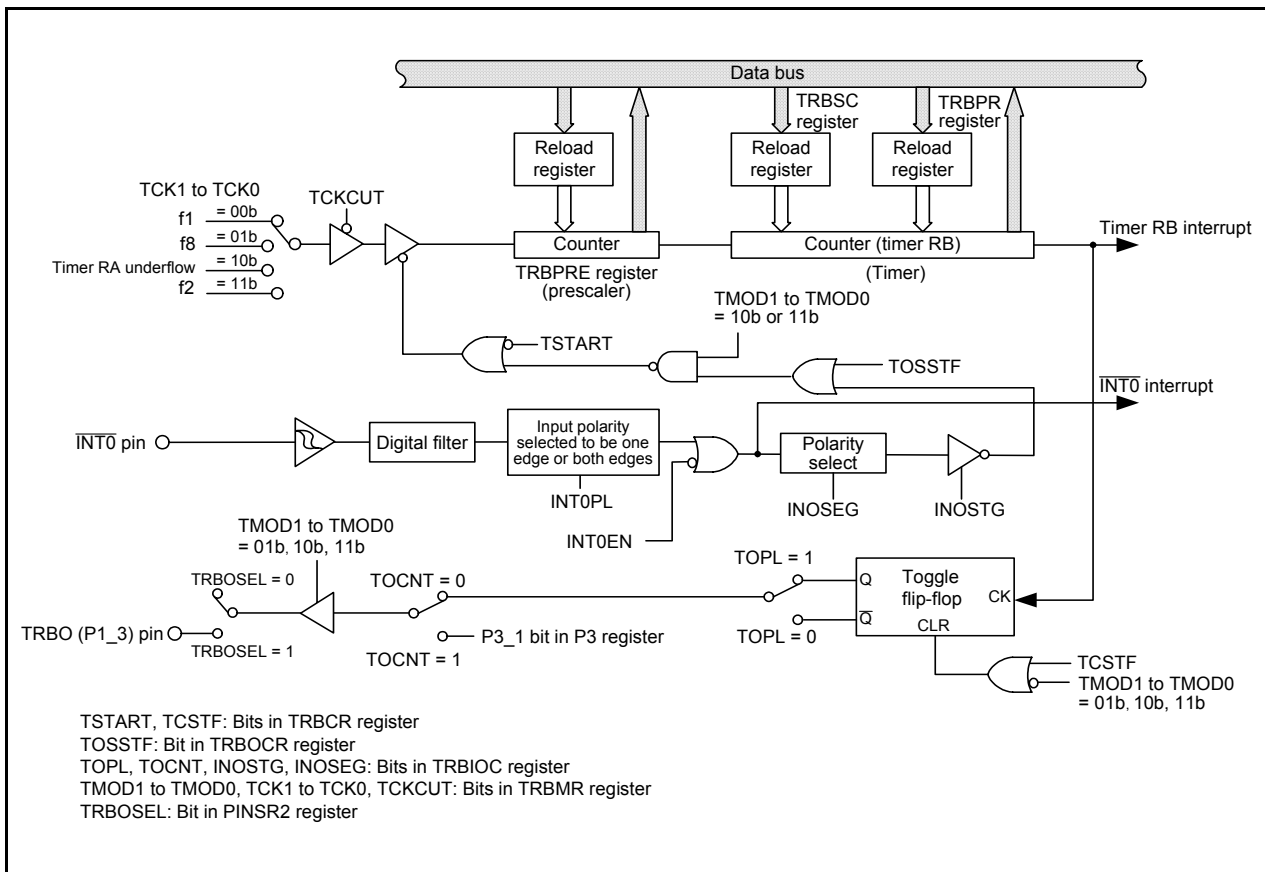 Data bus
TRBSC
register
TRBPR
register
Reload
register
Reload
register
Reload
register
TCK1 to TCK0
TCKCUT
f1
= 00b
f8
= 01b
Timer RA underflow
= 10b
f2
= 11b
Counter
Counter (timer RB)
Timer RB interrupt
TRBPRE register
(prescaler)
(Timer)
TMOD1 to TMOD0
= 10b or 11b
TSTART
TOSSTF
INT0 interrupt
INT0 pin
Digital filter
Input polarity
selected to be one
edge or both edges
Polarity
select
INT0PL
INOSEG
INOSTG
INT0EN
TMOD1 to TMOD0
= 01b, 10b, 11b
TRBOSEL = 0
TOCNT = 0
TOPL = 1
Q
Toggle
flip-flop
CK
Q
CLR
TRBO (P1_3) pin
TRBOSEL = 1
P3_1 bit in P3 register
TOCNT = 1
TOPL = 0
TCSTF
TMOD1 to TMOD0
= 01b, 10b, 11b
TSTART, TCSTF: Bits in TRBCR register
TOSSTF: Bit in TRBOCR register
TOPL, TOCNT, INOSTG, INOSEG: Bits in TRBIOC register
TMOD1 to TMOD0, TCK1 to TCK0, TCKCUT: Bits in TRBMR register
TRBOSEL: Bit in PINSR2 register